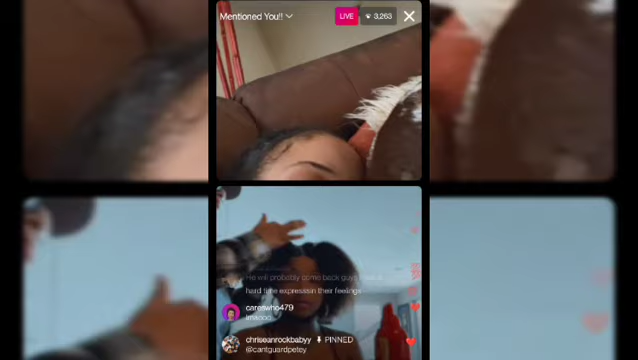 Mentioned You!!
LIVE 3,263
He will probably come back guys
hard time expressin their feelings
careswho479
lmaooo
chriseanrockbabyy PINNED
@cantguardpetey